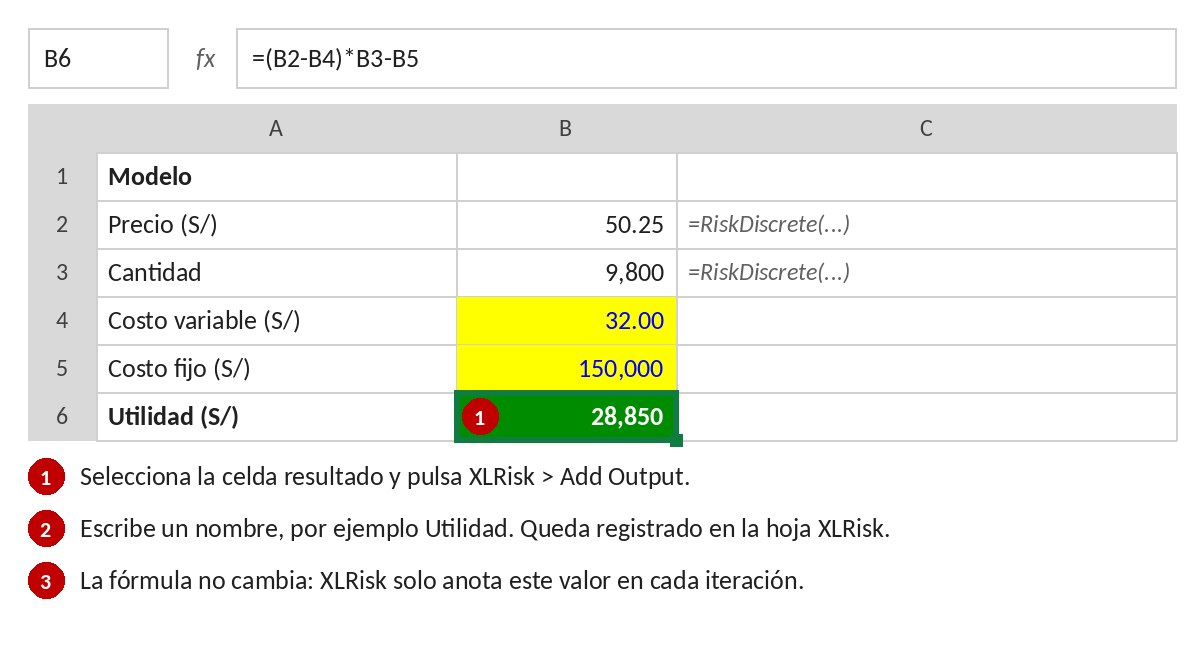 B6 fx =(B2-B4)*B3-B5
A B C
1 Modelo
2 Precio (S/) 50.25 =RiskDiscrete(...)
3 Cantidad 9,800 =RiskDiscrete(...)
4 Costo variable (S/) 32.00
5 Costo fijo (S/) 150,000
6 Utilidad (S/) 1 28,850
1 Selecciona la celda resultado y pulsa XLRisk > Add Output.
2 Escribe un nombre, por ejemplo Utilidad. Queda registrado en la hoja XLRisk.
3 La fórmula no cambia: XLRisk solo anota este valor en cada iteración.